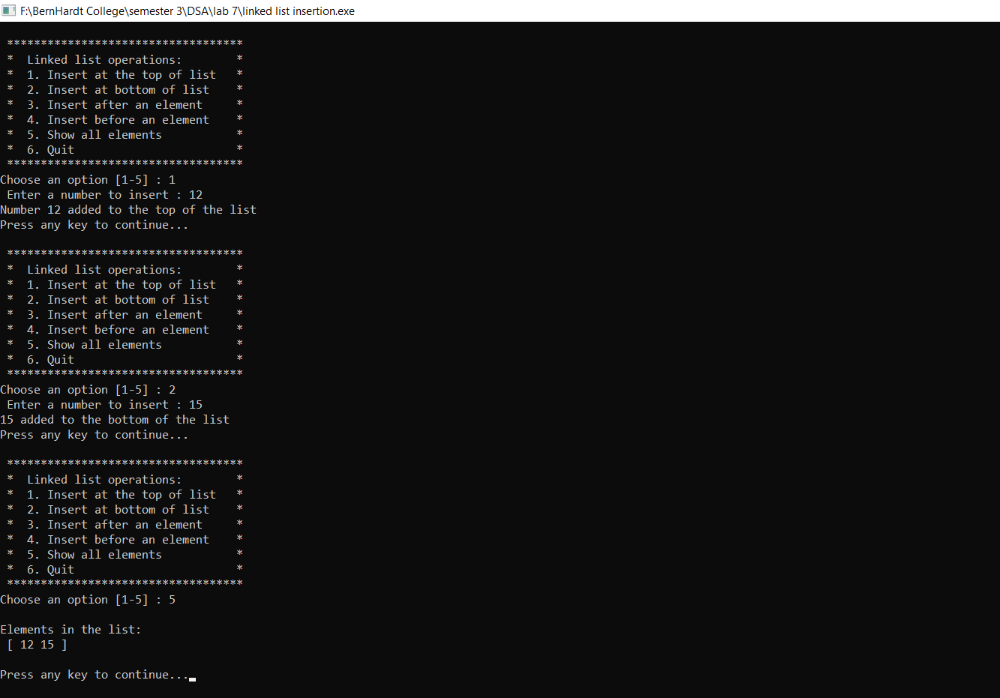 F:\BernHardt College\semester 3\DSA\lab 7\linked list insertion.exe
***********************************
*  Linked list operations:        *
*  1. Insert at the top of list   *
*  2. Insert at bottom of list    *
*  3. Insert after an element     *
*  4. Insert before an element    *
*  5. Show all elements           *
*  6. Quit                        *
***********************************
Choose an option [1-5] : 1
 Enter a number to insert : 12
Number 12 added to the top of the list
Press any key to continue...
***********************************
*  Linked list operations:        *
*  1. Insert at the top of list   *
*  2. Insert at bottom of list    *
*  3. Insert after an element     *
*  4. Insert before an element    *
*  5. Show all elements           *
*  6. Quit                        *
***********************************
Choose an option [1-5] : 2
 Enter a number to insert : 15
15 added to the bottom of the list
Press any key to continue...
***********************************
*  Linked list operations:        *
*  1. Insert at the top of list   *
*  2. Insert at bottom of list    *
*  3. Insert after an element     *
*  4. Insert before an element    *
*  5. Show all elements           *
*  6. Quit                        *
***********************************
Choose an option [1-5] : 5
Elements in the list:
 [ 12 15 ]
Press any key to continue...